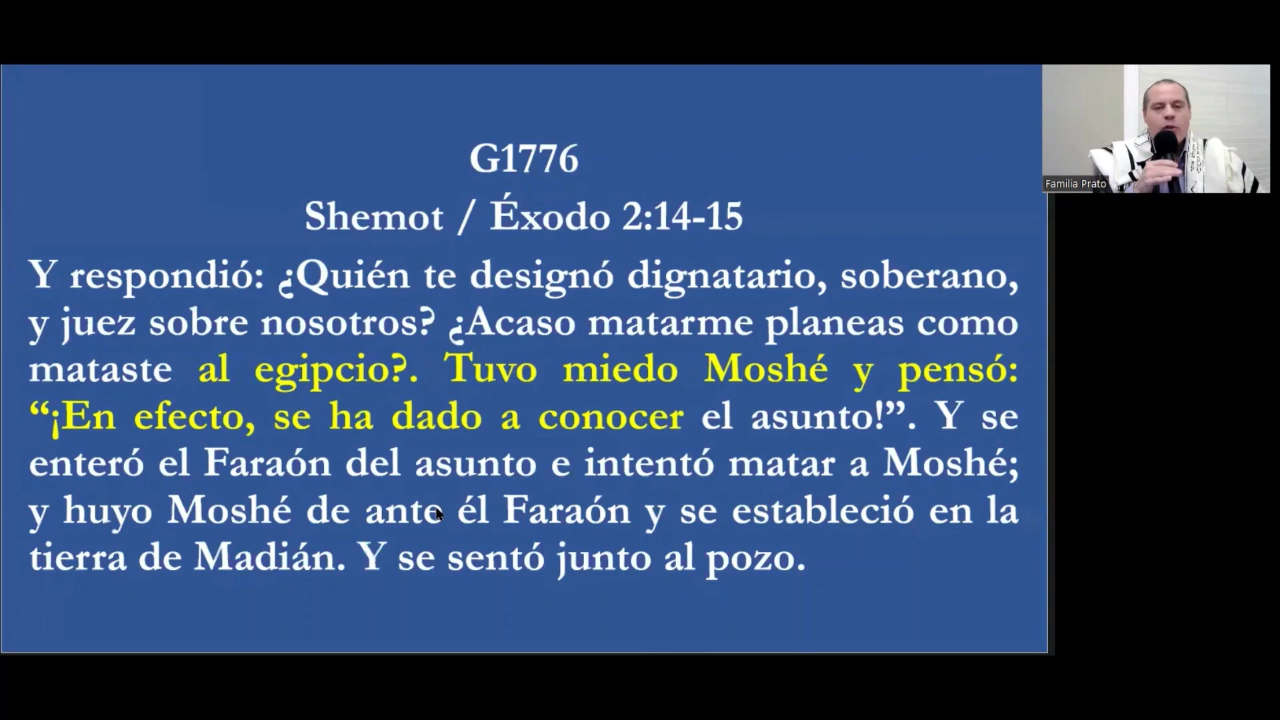 G1776
Shemot / Éxodo 2:14-15
Y respondió: ¿Quién te designó dignatario, soberano,
y juez sobre nosotros? ¿Acaso matarme planeas como
mataste al egipcio?. Tuvo miedo Moshé y pensó:
“¡En efecto, se ha dado a conocer el asunto!”. Y se
enteró el Faraón del asunto e intentó matar a Moshé;
y huyo Moshé de ante él Faraón y se estableció en la
tierra de Madián. Y se sentó junto al pozo.
Familia Prato